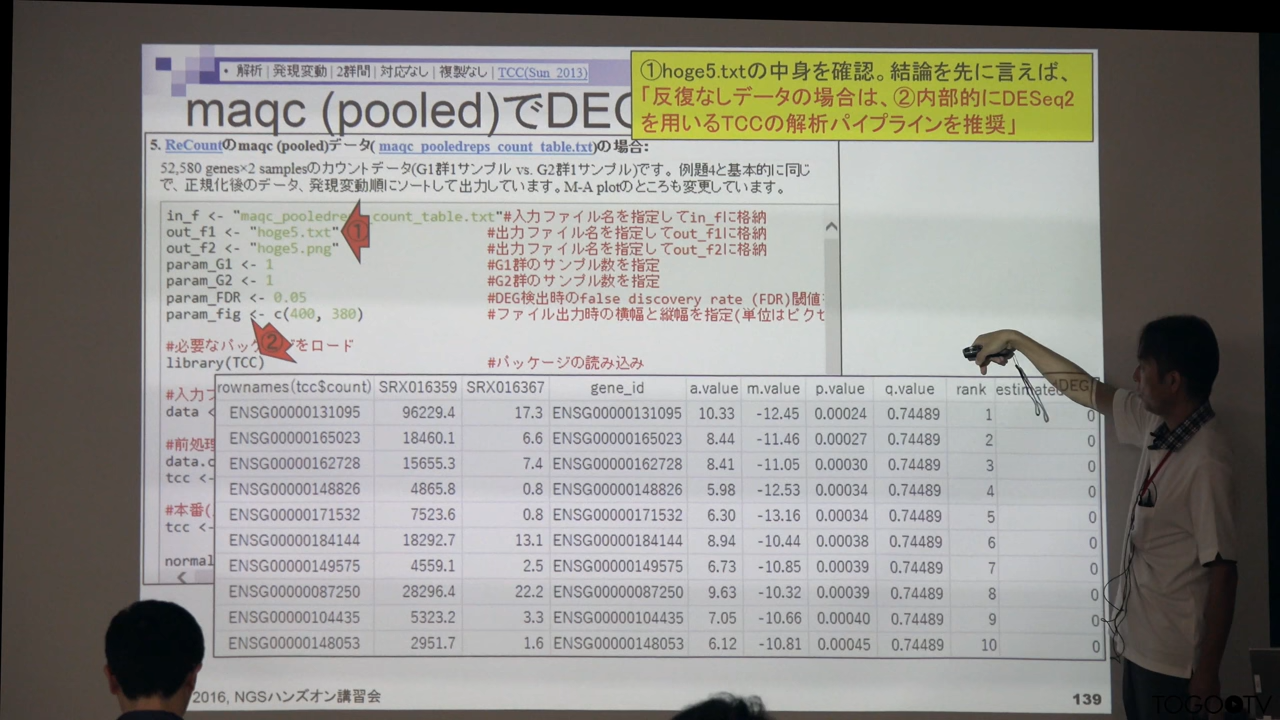 • 解析 | 発現変動 | 2群間 | 対応なし | 複製なし | TCC(Sun_2013)
maqc (pooled)でDEG
①hoge5.txtの中身を確認。結論を先に言えば、
「反復なしデータの場合は、②内部的にDESeq2
を用いるTCCの解析パイプラインを推奨」
5. ReCountのmaqc (pooled)データ( maqc_pooledreps_count_table.txt)の場合:
52,580 genes×2 samplesのカウントデータ(G1群1サンプル vs. G2群1サンプル)です。例題4と基本的に同じ
で、正規化後のデータ、発現変動順にソートして出力しています。M-A plotのところも変更しています。
in_f <- "maqc_pooledre count_table.txt"#入力ファイル名を指定してin_fに格納
out_f1 <- "hoge5.txt" ① #出力ファイル名を指定してout_f1に格納
out_f2 <- "hoge5.png" #出力ファイル名を指定してout_f2に格納
param_G1 <- 1 #G1群のサンプル数を指定
param_G2 <- 1 #G2群のサンプル数を指定
param_FDR <- 0.05 #DEG検出時のfalse discovery rate (FDR)閾値
param_fig <- c(400, 380) #ファイル出力時の横幅と縦幅を指定(単位はピクセ
② #必要なパッ ジをロード
library(TCC) #パッケージの読み込み
#入力フ
data <
#前処理
data.c
tcc <-
#本番(
tcc <-
normal
rownames(tcc$count) SRX016359 SRX016367 gene_id a.value m.value p.value q.value rank estimatedDEG
ENSG00000131095 96229.4 17.3 ENSG00000131095 10.33 -12.45 0.00024 0.74489 1 0
ENSG00000165023 18460.1 6.6 ENSG00000165023 8.44 -11.46 0.00027 0.74489 2 0
ENSG00000162728 15655.3 7.4 ENSG00000162728 8.41 -11.05 0.00030 0.74489 3 0
ENSG00000148826 4865.8 0.8 ENSG00000148826 5.98 -12.53 0.00034 0.74489 4 0
ENSG00000171532 7523.6 0.8 ENSG00000171532 6.30 -13.16 0.00034 0.74489 5 0
ENSG00000184144 18292.7 13.1 ENSG00000184144 8.94 -10.44 0.00038 0.74489 6 0
ENSG00000149575 4559.1 2.5 ENSG00000149575 6.73 -10.85 0.00039 0.74489 7 0
ENSG00000087250 28296.4 22.2 ENSG00000087250 9.63 -10.32 0.00039 0.74489 8 0
ENSG00000104435 5323.2 3.3 ENSG00000104435 7.05 -10.66 0.00040 0.74489 9 0
ENSG00000148053 2951.7 1.6 ENSG00000148053 6.12 -10.81 0.00045 0.74489 10 0
2016, NGSハンズオン講習会
139
TOGOTV